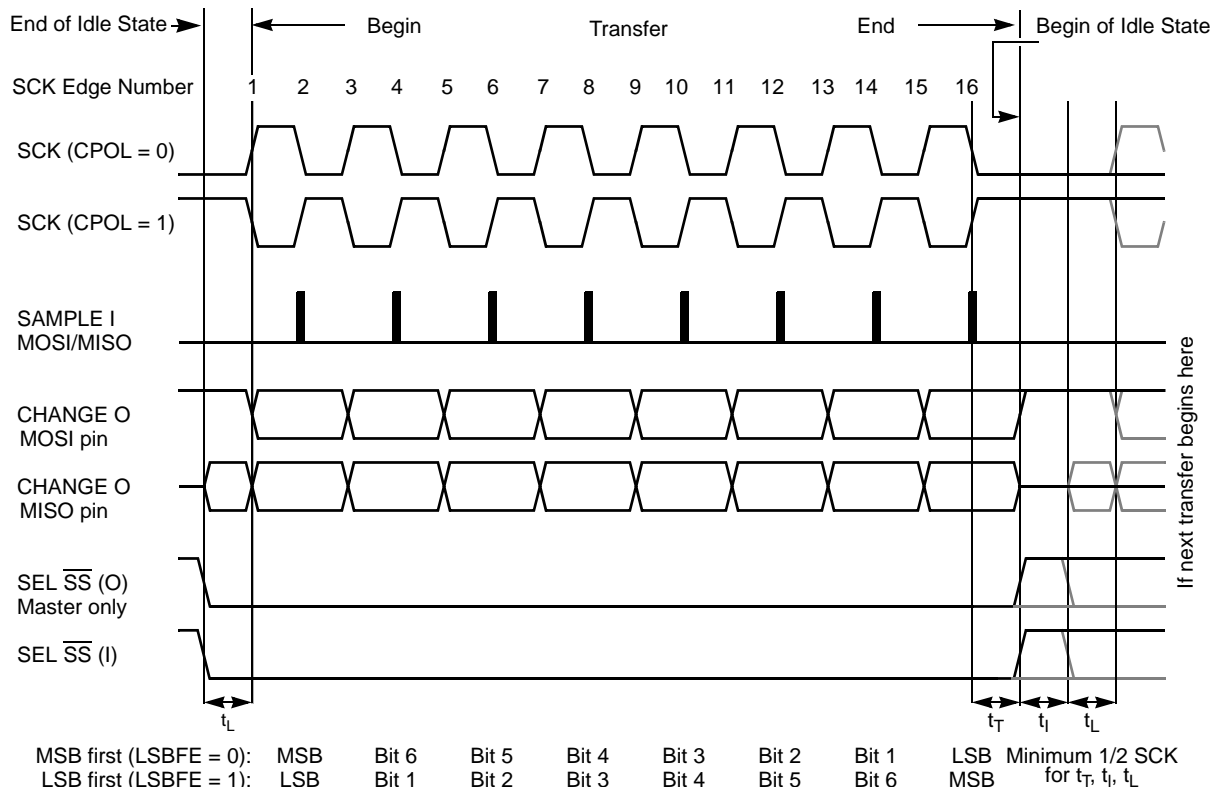 End of Idle State Begin Transfer End Begin of Idle State
SCK Edge Number 1 2 3 4 5 6 7 8 9 10 11 12 13 14 15 16
SCK (CPOL = 0)
SCK (CPOL = 1)
SAMPLE I
MOSI/MISO
CHANGE O
MOSI pin
CHANGE O
MISO pin
SEL SS (O)
Master only
SEL SS (I)
If next transfer begins here
tL tT tI tL
MSB first (LSBFE = 0): MSB Bit 6 Bit 5 Bit 4 Bit 3 Bit 2 Bit 1 LSB Minimum 1/2 SCK
LSB first (LSBFE = 1): LSB Bit 1 Bit 2 Bit 3 Bit 4 Bit 5 Bit 6 MSB for tT, tI, tL